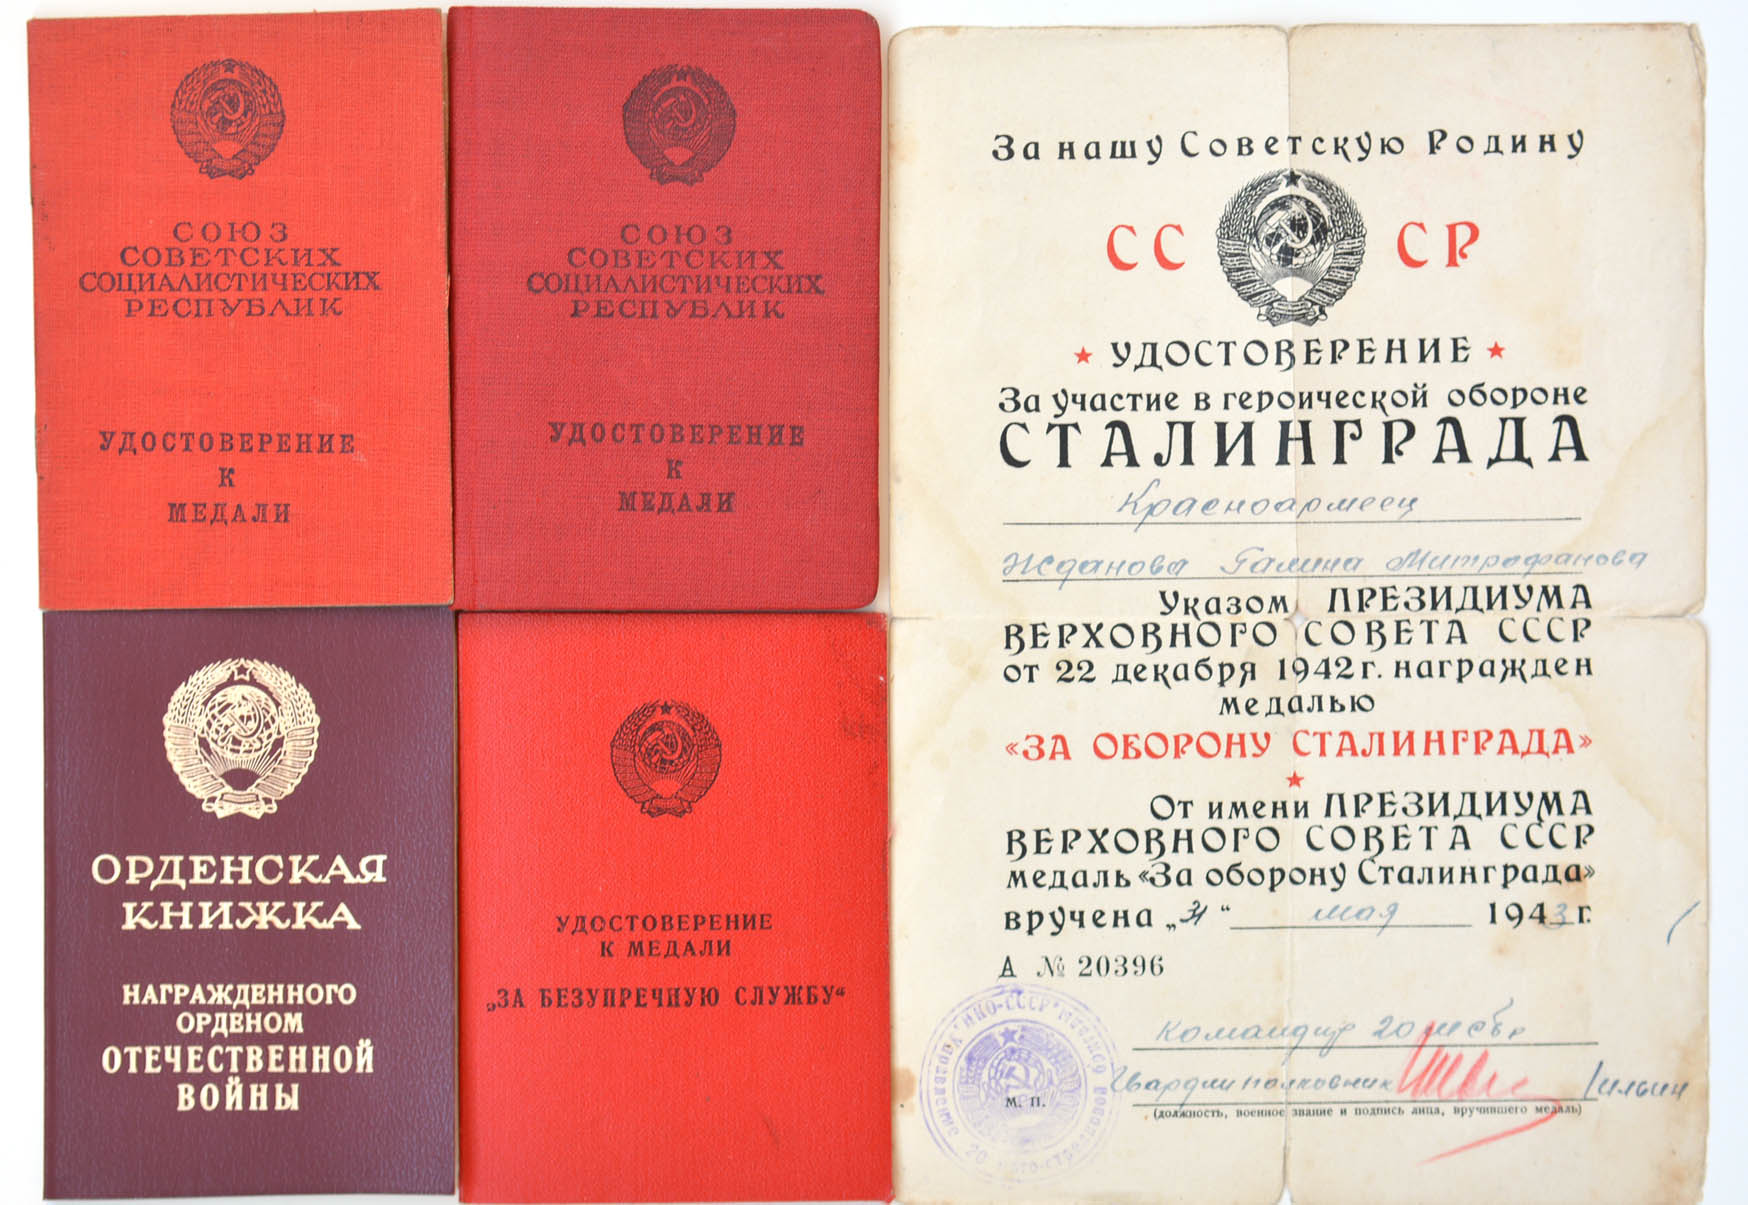 СОЮЗ
СОВЕТСКИХ
СОЦИАЛИСТИЧЕСКИХ
РЕСПУБЛИК
УДОСТОВЕРЕНИЕ
К
МЕДАЛИ
СОЮЗ
СОВЕТСКИХ
СОЦИАЛИСТИЧЕСКИХ
РЕСПУБЛИК
УДОСТОВЕРЕНИЕ
К
МЕДАЛИ
ОРДЕНСКАЯ
КНИЖКА
НАГРАЖДЕННОГО
ОРДЕНОМ
ОТЕЧЕСТВЕННОЙ
ВОЙНЫ
УДОСТОВЕРЕНИЕ
К МЕДАЛИ
„ЗА БЕЗУПРЕЧНУЮ СЛУЖБУ“
За нашу Советскую Родину
СС СР
УДОСТОВЕРЕНИЕ
За участие в героической обороне
СТАЛИНГРАДА
Красноармеец
Жданова Галина Митрофанова
Указом ПРЕЗИДИУМА
ВЕРХОВНОГО СОВЕТА СССР
от 22 декабря 1942 г. награжден
медалью
«ЗА ОБОРОНУ СТАЛИНГРАДА»
От имени ПРЕЗИДИУМА
ВЕРХОВНОГО СОВЕТА СССР
медаль «За оборону Сталинграда»
вручена „31“ мая 1943 г.
А № 20396
Командир 20
Гвардии полковник Ильин
М. П.
(должность, военное звание и подпись лица, вручившего медаль)